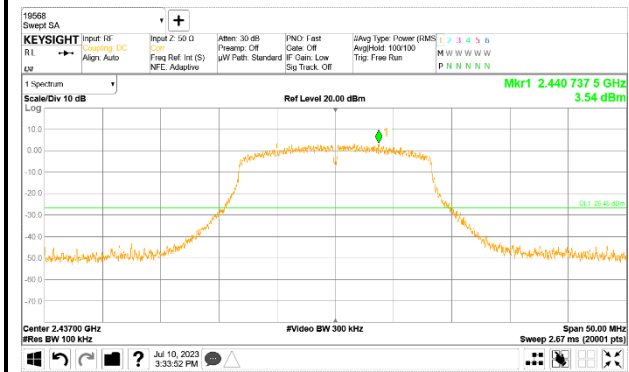 19568
Swept SA
+
KEYSIGHT Input: RF Input Z: 50 Ω Atten: 30 dB PNO: Fast #Avg Type: Power (RMS 1 2 3 4 5 6
RL Coupling: DC Corr Preamp: Off Gate: Off Avg|Hold: 100/100 M W W W W W
Align: Auto Freq Ref: Int (S) µW Path: Standard IF Gain: Low Trig: Free Run
NFE: Adaptive Sig Track: Off P N N N N N
1 Spectrum Mkr1 2.440 737 5 GHz
Scale/Div 10 dB Ref Level 20.00 dBm 3.54 dBm
Log
10.0
1
0.00
-10.0
-20.0
DL1 -26.46 dBm
-30.0
-40.0
-50.0
-60.0
-70.0
Center 2.43700 GHz #Video BW 300 kHz Span 50.00 MHz
#Res BW 100 kHz Sweep 2.67 ms (20001 pts)
? Jul 10, 2023
3:33:52 PM